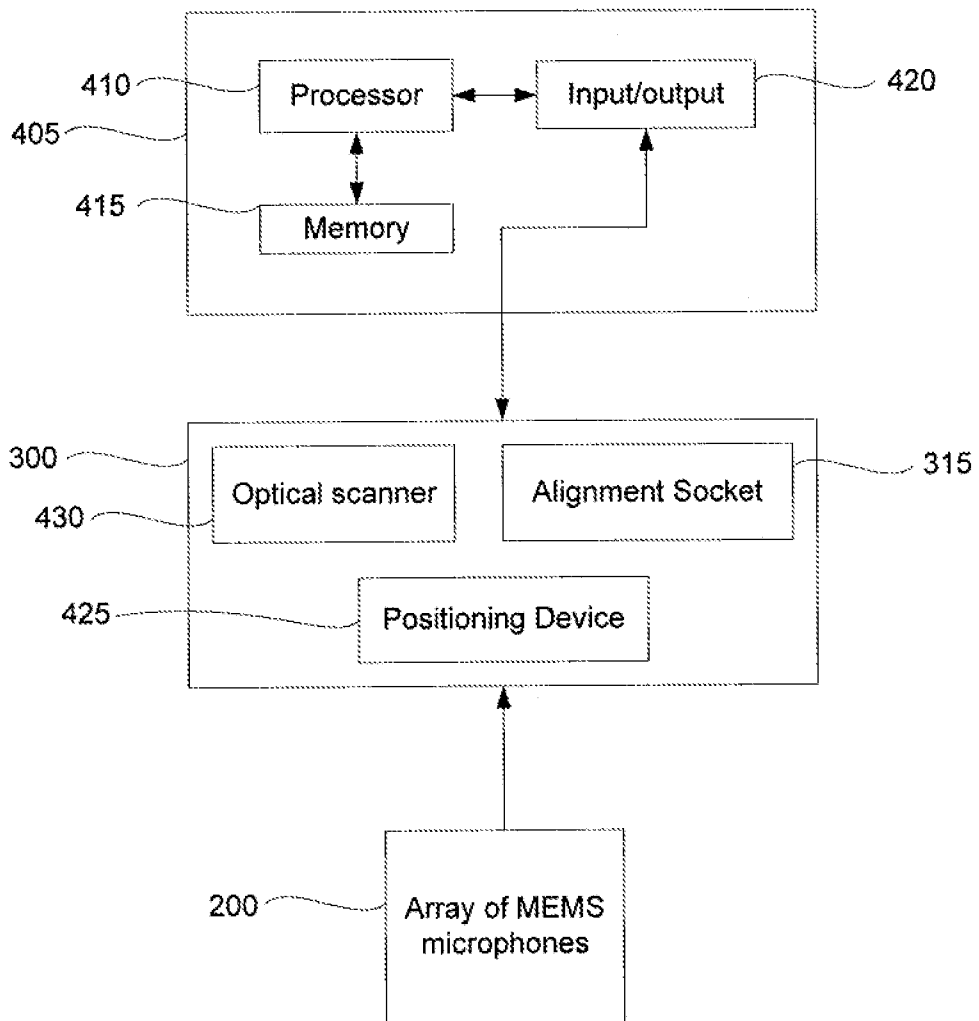 410
Processor
Input/output
420
405
415
Memory
300
Optical scanner
Alignment Socket
315
430
425
Positioning Device
200
Array of MEMS
microphones